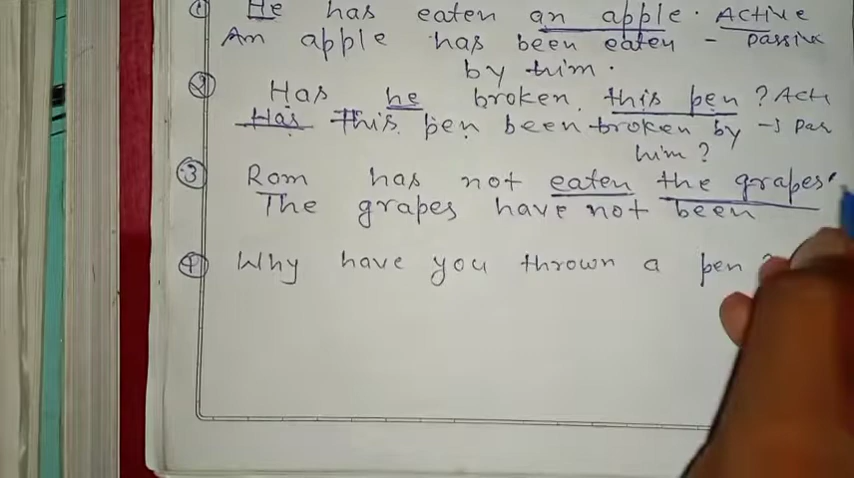 ① He has eaten an apple. Active
An apple has been eaten - Passive
by him.
② Has he broken this pen ? Acti
Has This pen been broken by → Pas
him ?
③ Ram has not eaten the grapes
The grapes have not been
④ Why have you thrown a pen ?